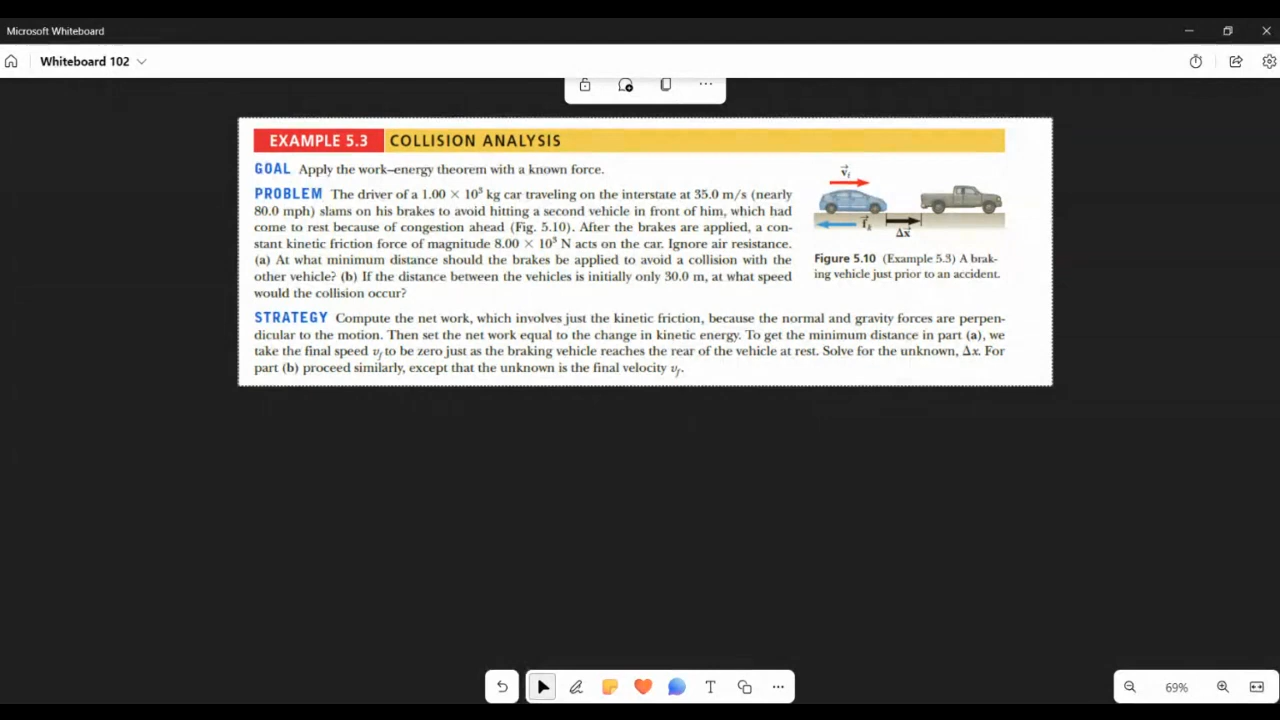 Microsoft Whiteboard
Whiteboard 102
EXAMPLE 5.3 COLLISION ANALYSIS
GOAL Apply the work–energy theorem with a known force.
PROBLEM The driver of a 1.00 × 10³ kg car traveling on the interstate at 35.0 m/s (nearly
80.0 mph) slams on his brakes to avoid hitting a second vehicle in front of him, which had
come to rest because of congestion ahead (Fig. 5.10). After the brakes are applied, a con-
stant kinetic friction force of magnitude 8.00 × 10³ N acts on the car. Ignore air resistance.
(a) At what minimum distance should the brakes be applied to avoid a collision with the
other vehicle? (b) If the distance between the vehicles is initially only 30.0 m, at what speed
would the collision occur?
v⃗ᵢ
f⃗ₖ
Δx⃗
Figure 5.10 (Example 5.3) A brak-
ing vehicle just prior to an accident.
STRATEGY Compute the net work, which involves just the kinetic friction, because the normal and gravity forces are perpen-
dicular to the motion. Then set the net work equal to the change in kinetic energy. To get the minimum distance in part (a), we
take the final speed v_f to be zero just as the braking vehicle reaches the rear of the vehicle at rest. Solve for the unknown, Δx. For
part (b) proceed similarly, except that the unknown is the final velocity v_f.
69%